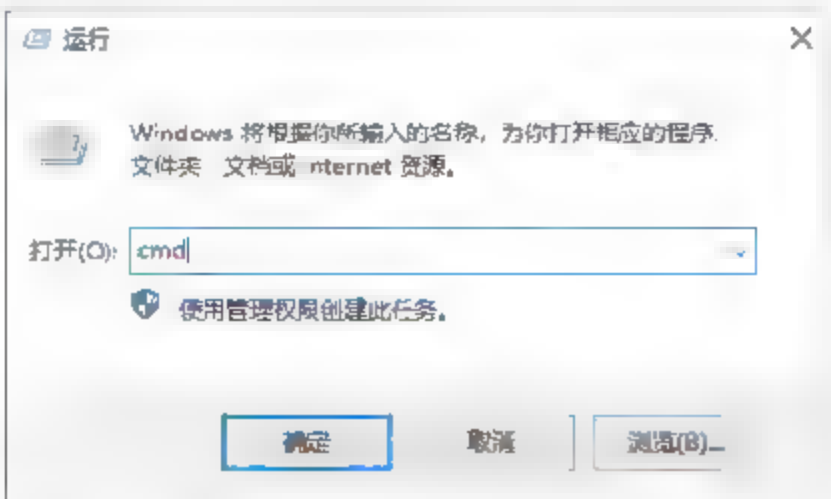 运行
Windows 将根据你所输入的名称，为你打开相应的程序、
文件夹、文档或 Internet 资源。
打开(O): cmd
使用管理权限创建此任务。
确定 取消 浏览(B)...